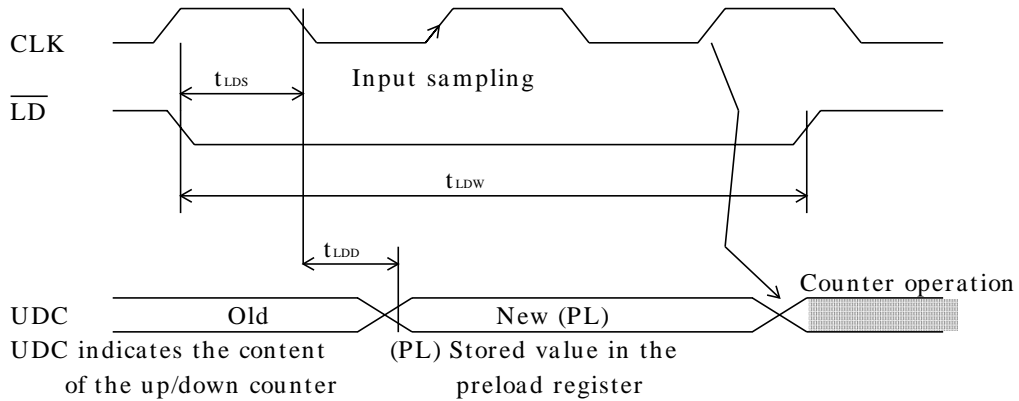 CLK
Input sampling
tLDS
LD
tLDW
tLDD
Counter operation
UDC
Old
New (PL)
UDC indicates the content
of the up/down counter
(PL) Stored value in the
preload register